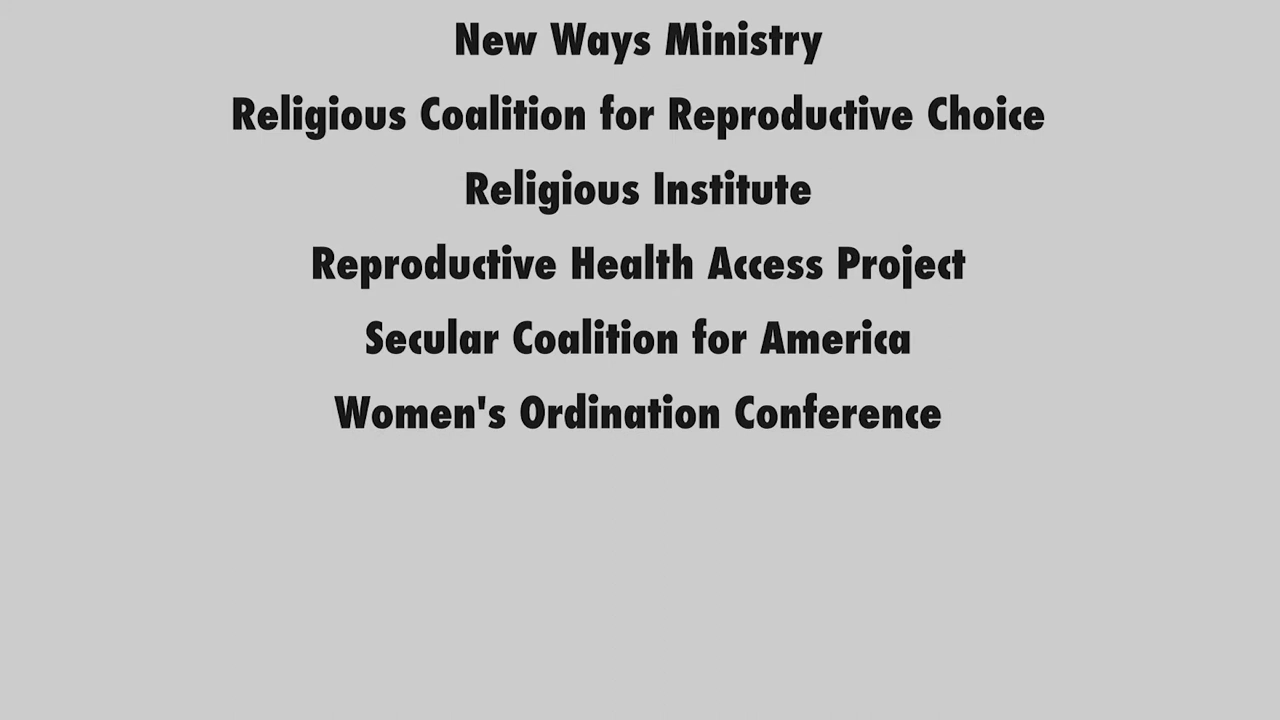 New Ways Ministry
Religious Coalition for Reproductive Choice
Religious Institute
Reproductive Health Access Project
Secular Coalition for America
Women's Ordination Conference